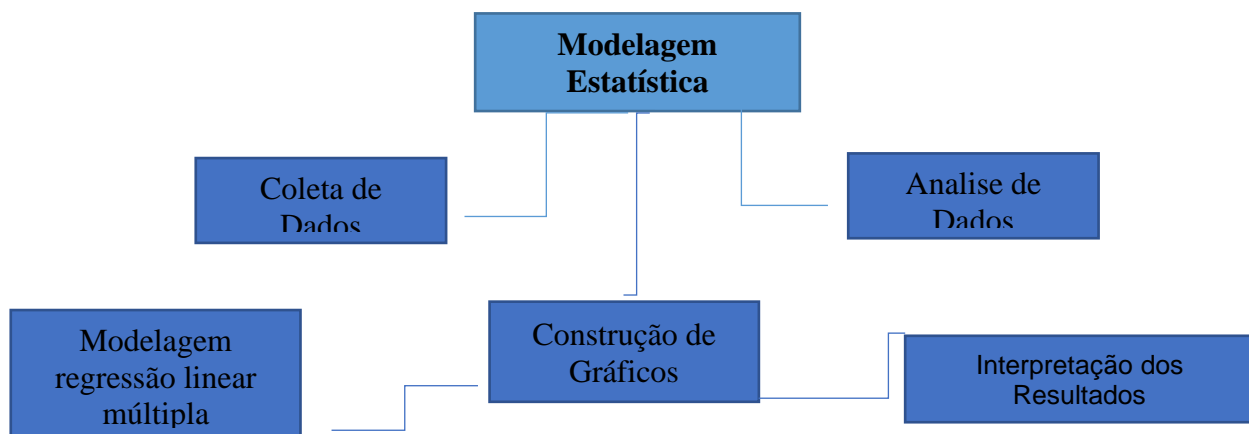 Modelagem
Estatística
Coleta de
Dados
Analise de
Dados
Construção de
Gráficos
Modelagem
regressão linear
múltipla
Interpretação dos
Resultados